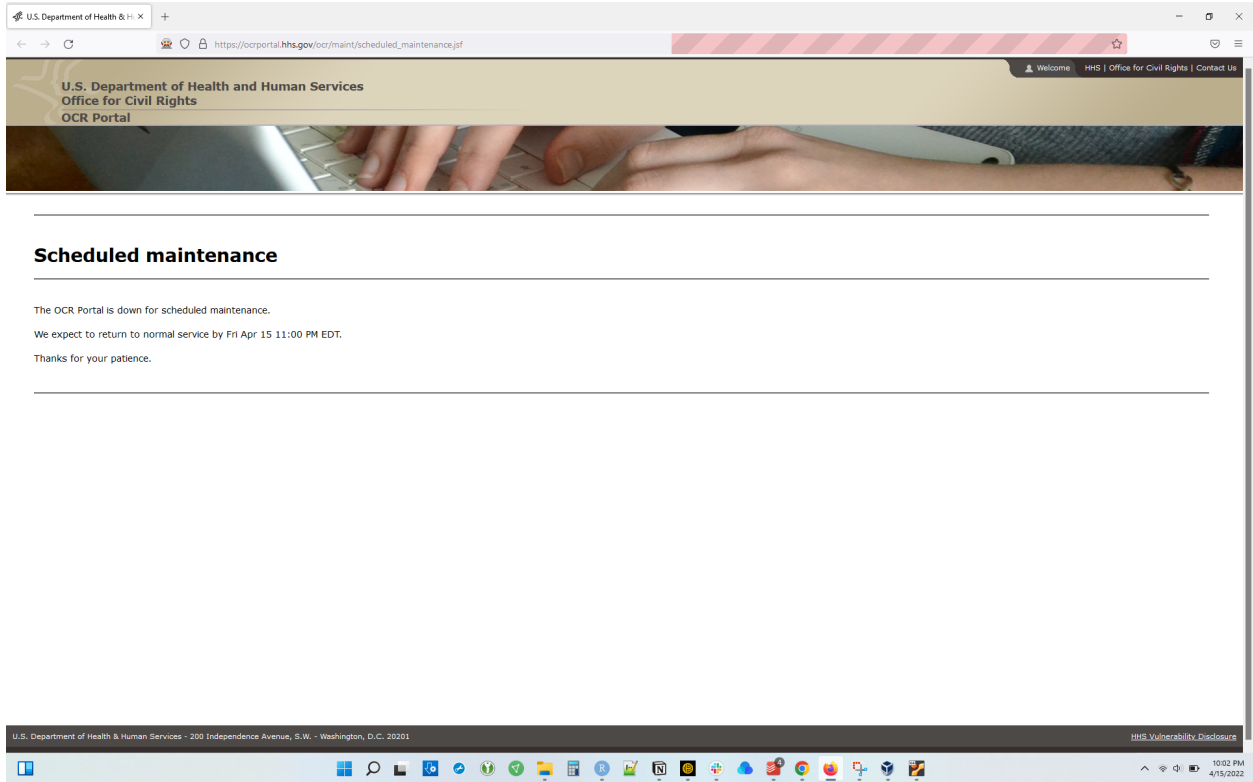 U.S. Department of Health & H
https://ocrportal.hhs.gov/ocr/maint/scheduled_maintenance.jsf
Welcome HHS | Office for Civil Rights | Contact Us
U.S. Department of Health and Human Services
Office for Civil Rights
OCR Portal
Scheduled maintenance
The OCR Portal is down for scheduled maintenance.
We expect to return to normal service by Fri Apr 15 11:00 PM EDT.
Thanks for your patience.
U.S. Department of Health & Human Services - 200 Independence Avenue, S.W. - Washington, D.C. 20201
HHS Vulnerability Disclosure
10:02 PM
4/15/2022